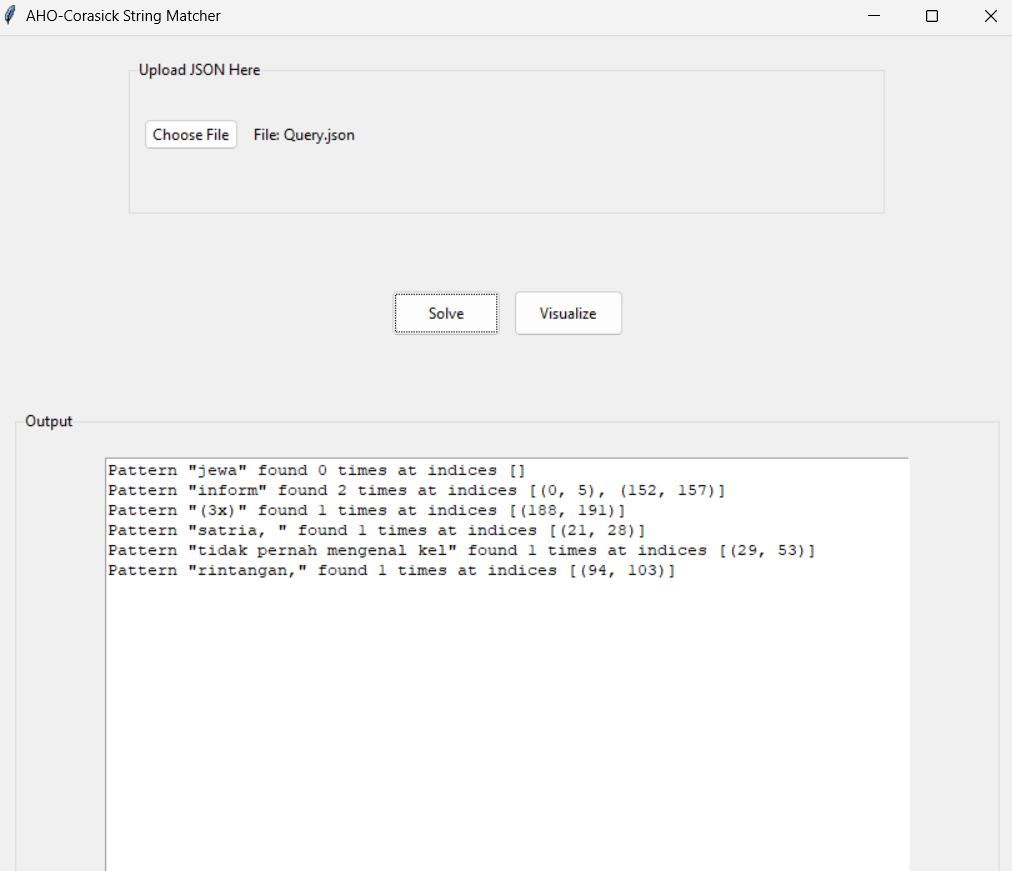 AHO-Corasick String Matcher
Upload JSON Here
Choose File File: Query.json
Solve Visualize
Output
Pattern "jewa" found 0 times at indices []
Pattern "inform" found 2 times at indices [(0, 5), (152, 157)]
Pattern "(3x)" found 1 times at indices [(188, 191)]
Pattern "satria, " found 1 times at indices [(21, 28)]
Pattern "tidak pernah mengenal kel" found 1 times at indices [(29, 53)]
Pattern "rintangan," found 1 times at indices [(94, 103)]